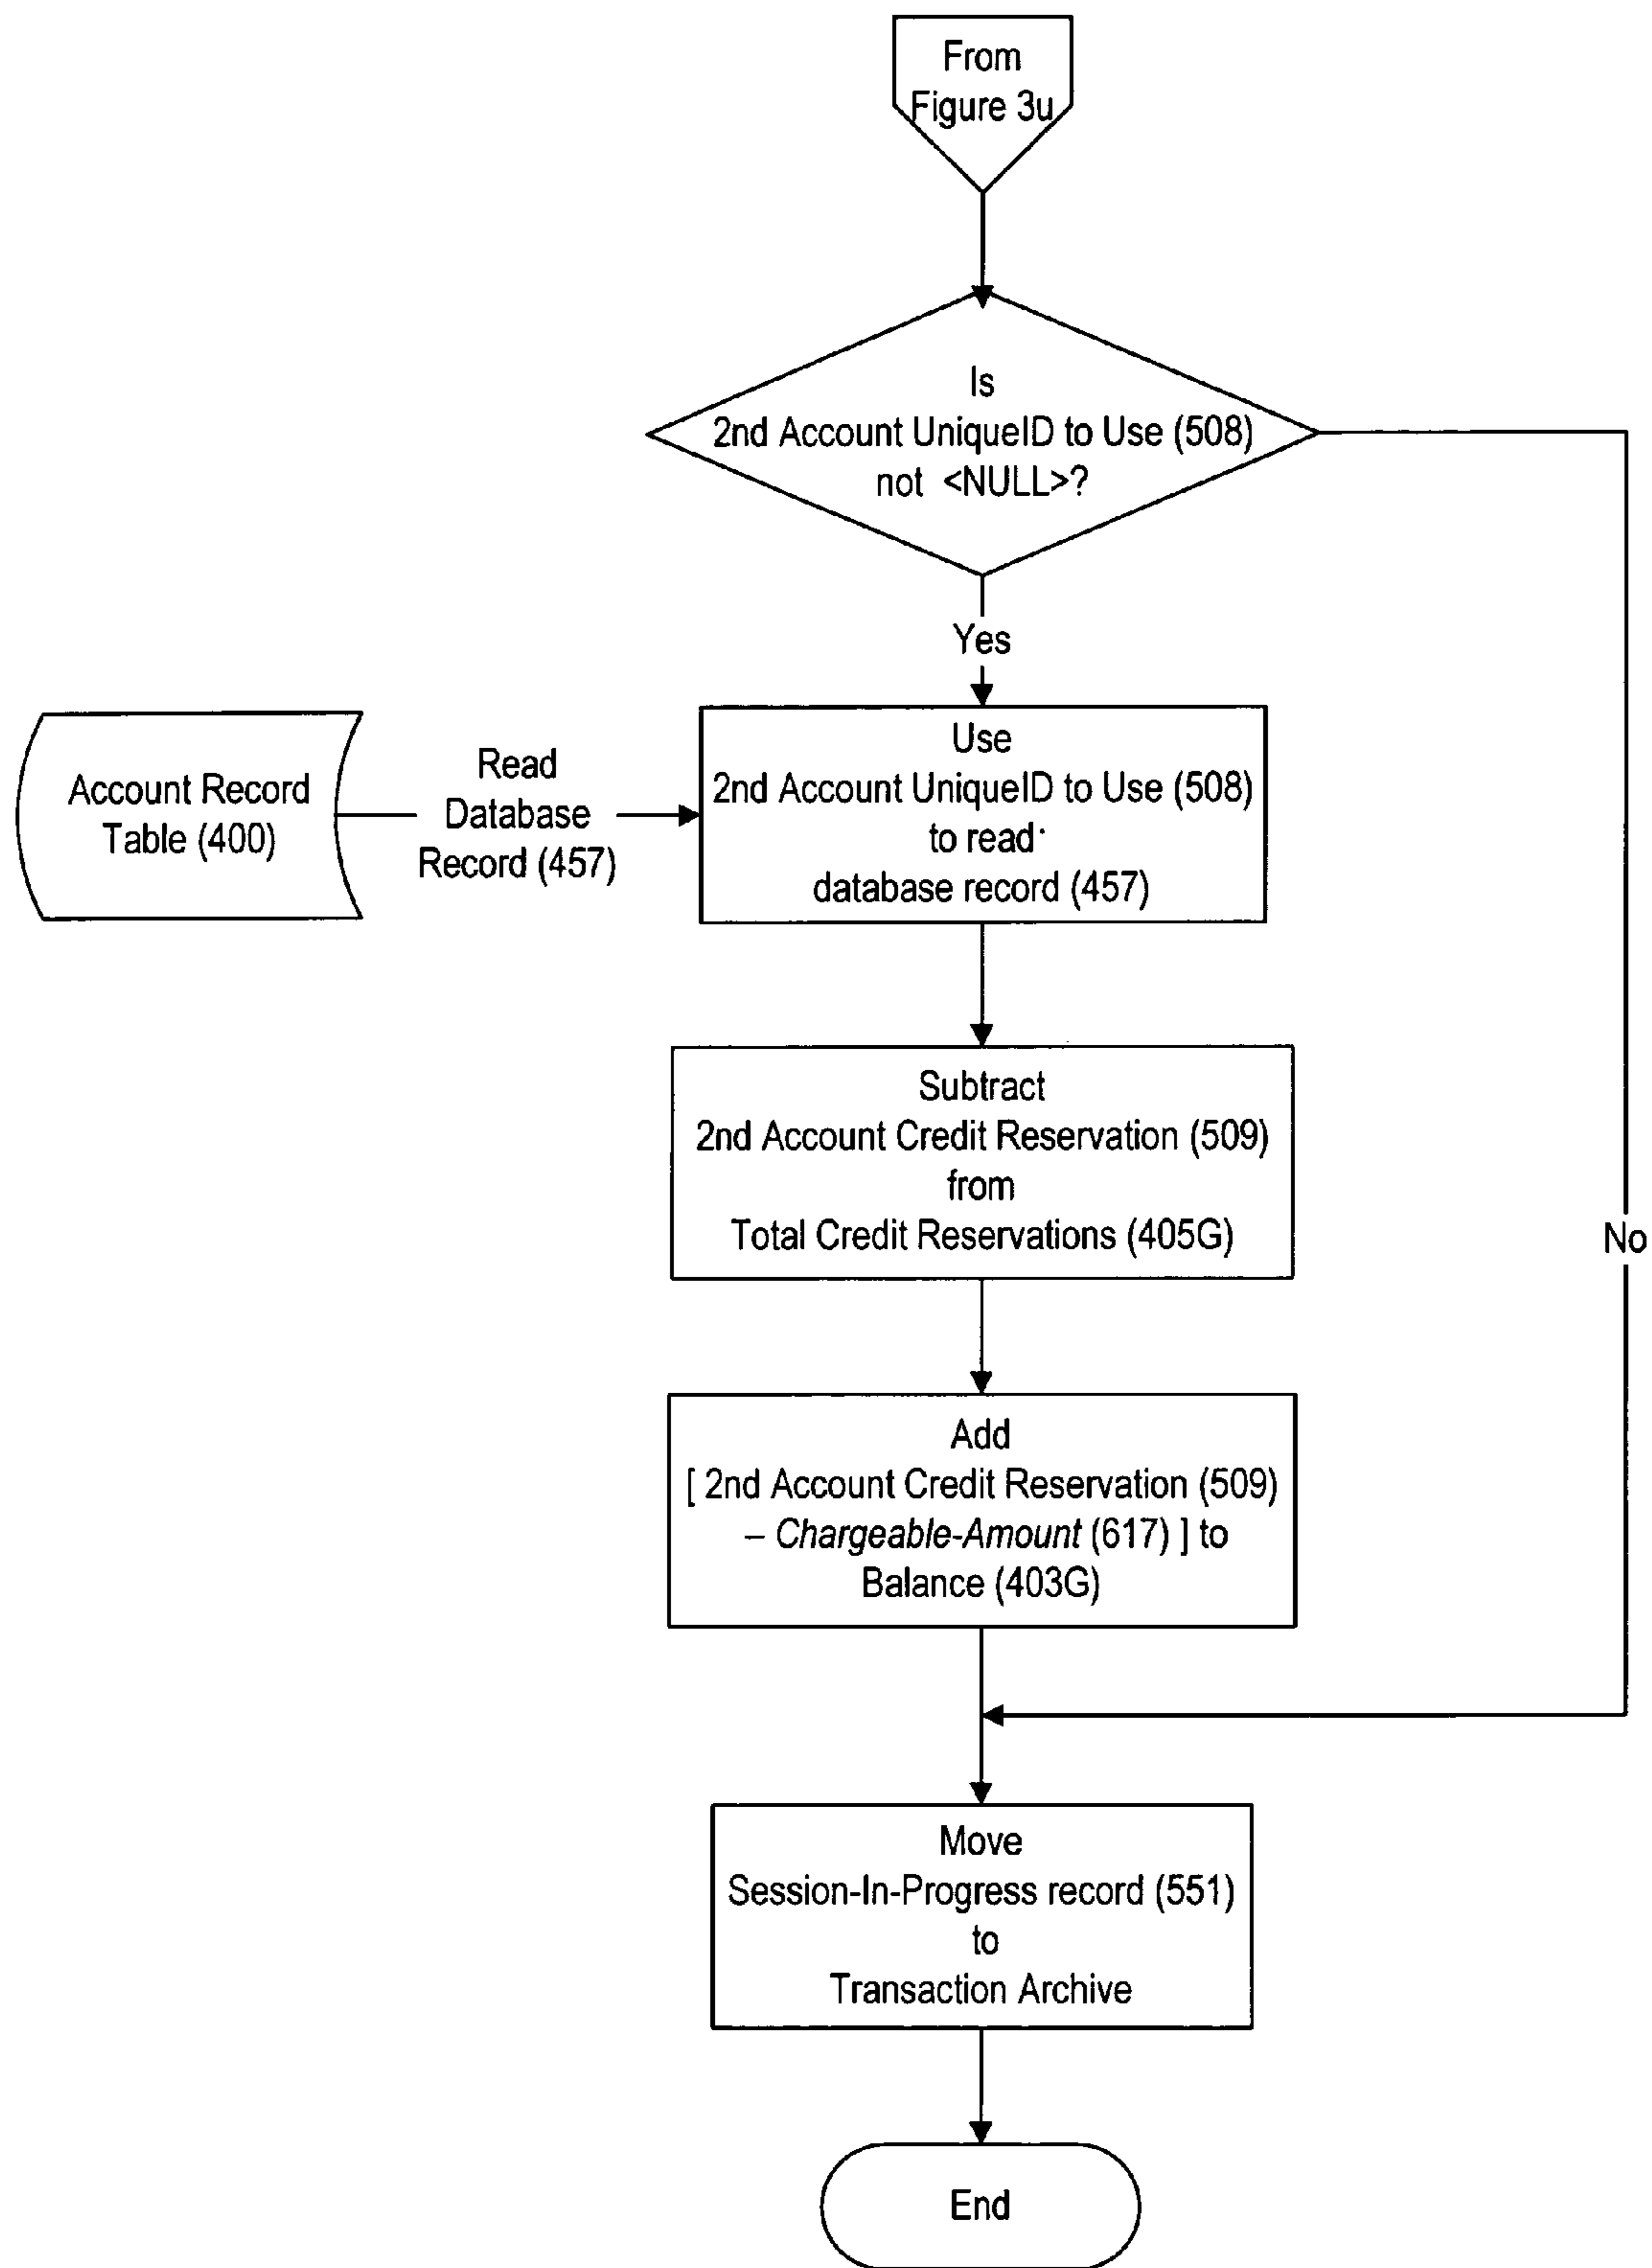 From
Figure 3u
Is
2nd Account UniqueID to Use (508)
not <NULL>?
Yes
Account Record
Table (400)
Read
Database
Record (457)
Use
2nd Account UniqueID to Use (508)
to read
database record (457)
Subtract
2nd Account Credit Reservation (509)
from
Total Credit Reservations (405G)
No
Add
[ 2nd Account Credit Reservation (509)
– Chargeable-Amount (617) ] to
Balance (403G)
Move
Session-In-Progress record (551)
to
Transaction Archive
End